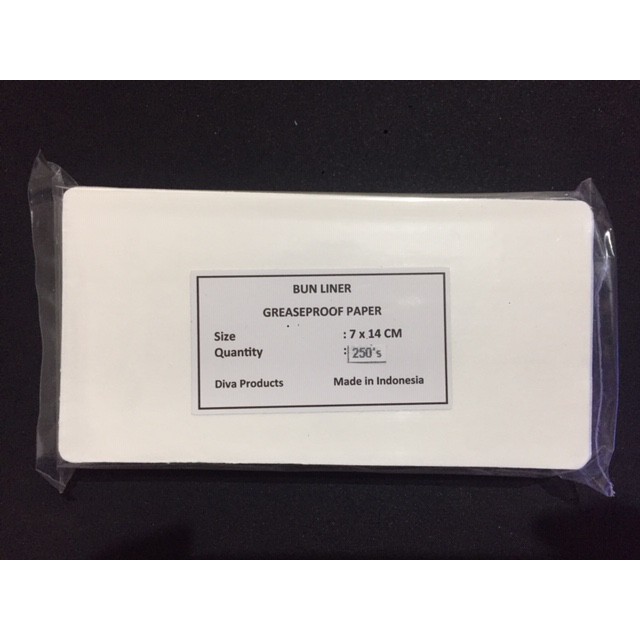 BUN LINER
GREASEPROOF PAPER
Size : 7 x 14 CM
Quantity : 250's
Diva Products Made in Indonesia